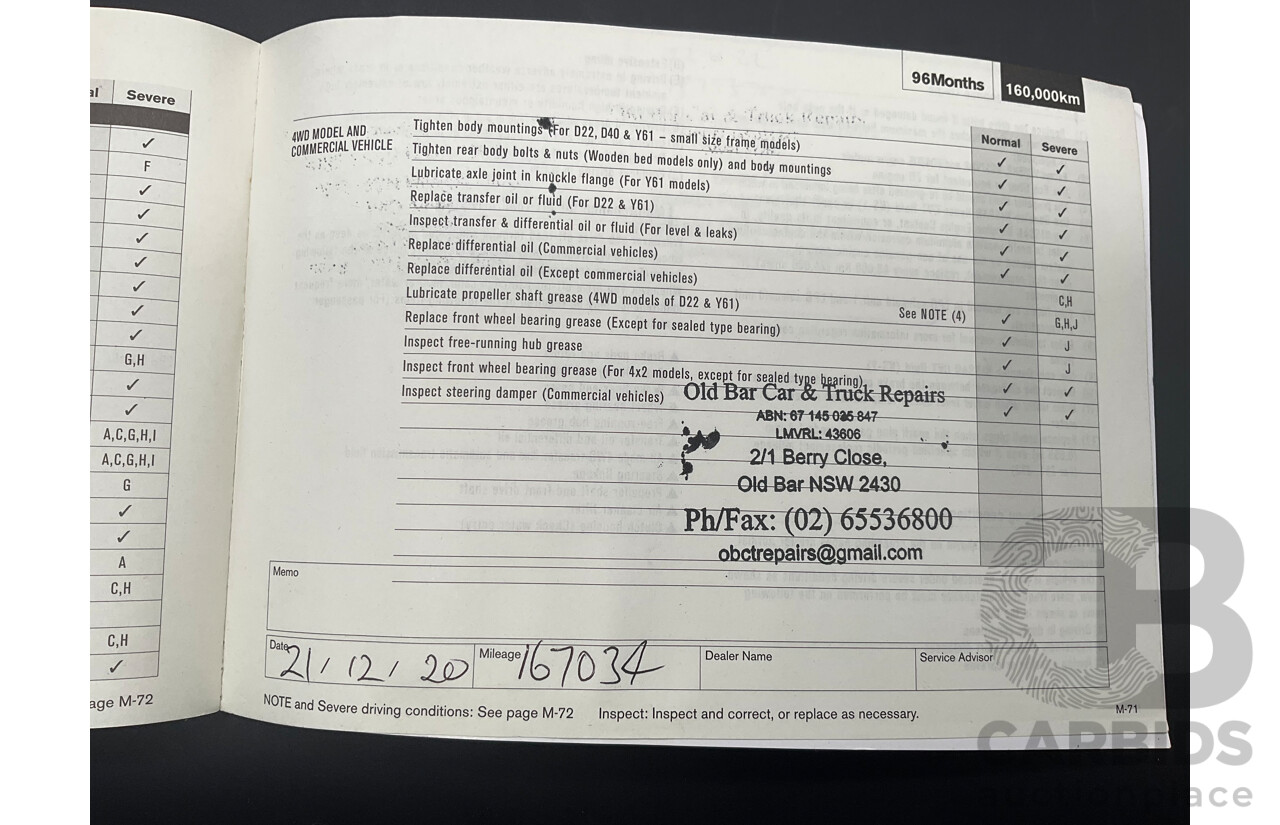 al Severe
✓
F
✓
✓
✓
✓
✓
✓
✓
G,H
✓
✓
A,C,G,H,I
A,C,G,H,I
G
✓
✓
A
C,H
C,H
✓
age M-72
96Months 160,000km
Normal Severe
4WD MODEL AND
COMMERCIAL VEHICLE
Tighten body mountings (For D22, D40 & Y61 – small size frame models) ✓ ✓
Tighten rear body bolts & nuts (Wooden bed models only) and body mountings ✓ ✓
Lubricate axle joint in knuckle flange (For Y61 models) ✓ ✓
Replace transfer oil or fluid (For D22 & Y61) ✓ ✓
Inspect transfer & differential oil or fluid (For level & leaks) ✓ ✓
Replace differential oil (Commercial vehicles) ✓ ✓
Replace differential oil (Except commercial vehicles) C,H
Lubricate propeller shaft grease (4WD models of D22 & Y61) See NOTE (4) ✓ G,H,J
Replace front wheel bearing grease (Except for sealed type bearing) ✓ J
Inspect free-running hub grease ✓ J
Inspect front wheel bearing grease (For 4x2 models, except for sealed type bearing) ✓ ✓
Inspect steering damper (Commercial vehicles) ✓ ✓
Old Bar Car & Truck Repairs
ABN: 67 145 035 847
LMVRL: 43606
2/1 Berry Close,
Old Bar NSW 2430
Ph/Fax: (02) 65536800
obctrepairs@gmail.com
Memo
Date 21/12/20 Mileage 167034 Dealer Name Service Advisor
NOTE and Severe driving conditions: See page M-72 Inspect: Inspect and correct, or replace as necessary.
M-71
CB
CARBIDS
auctionplace